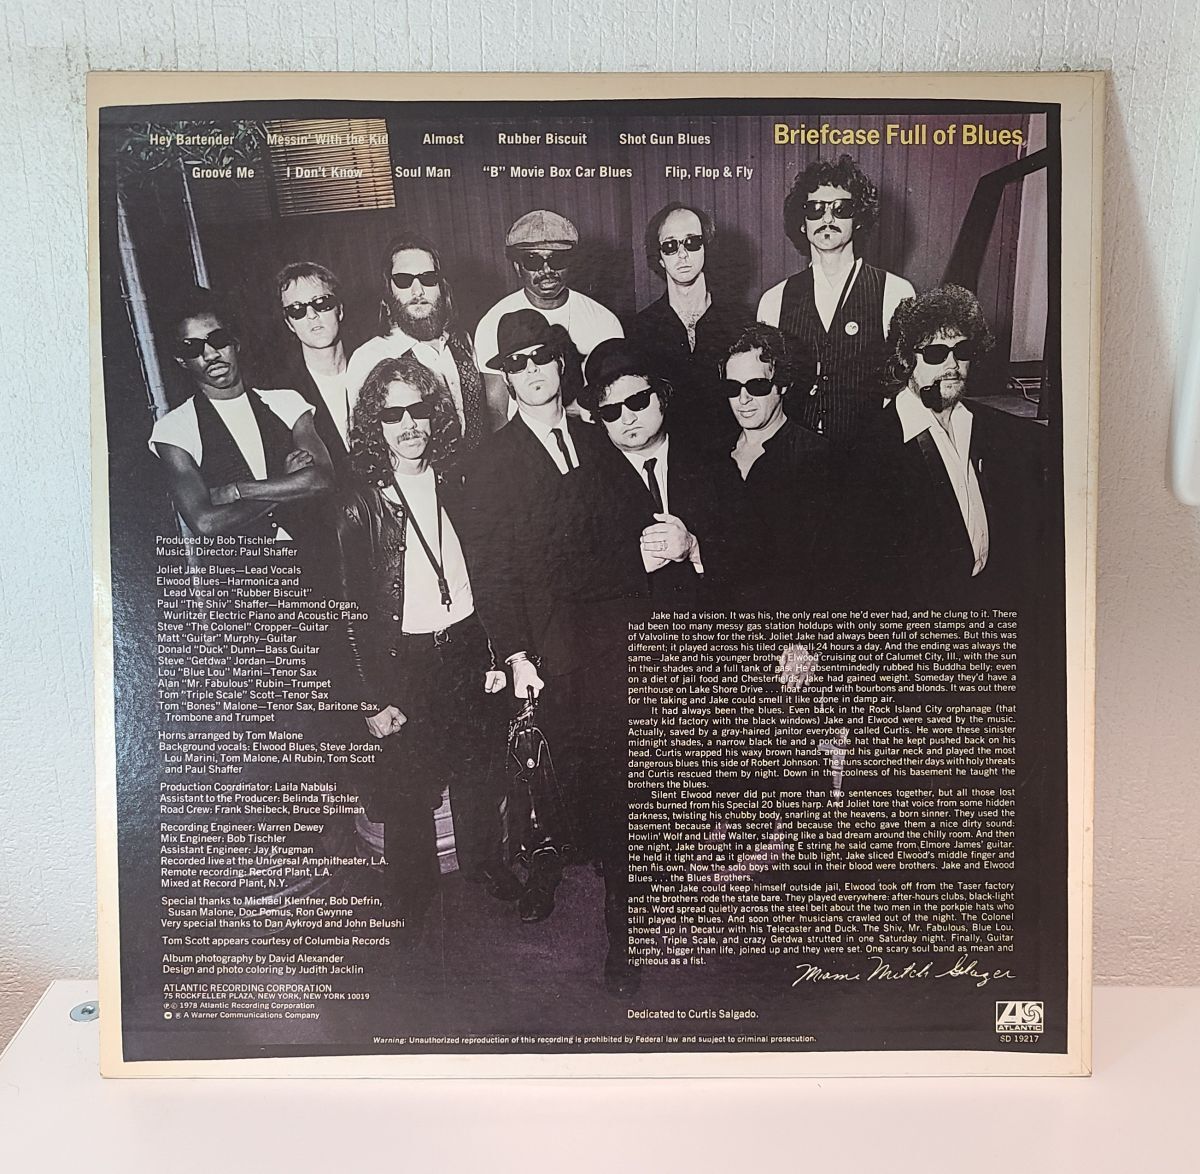 Hey Bartender Messin' With the Kid Almost Rubber Biscuit Shot Gun Blues
Groove Me I Don't Know Soul Man "B" Movie Box Car Blues Flip, Flop & Fly
Briefcase Full of Blues
Produced by Bob Tischler
Musical Director: Paul Shaffer
Joliet Jake Blues—Lead Vocals
Elwood Blues—Harmonica and
Lead Vocal on "Rubber Biscuit"
Paul "The Shiv" Shaffer—Hammond Organ,
Wurlitzer Electric Piano and Acoustic Piano
Steve "The Colonel" Cropper—Guitar
Matt "Guitar" Murphy—Guitar
Donald "Duck" Dunn—Bass Guitar
Steve "Getdwa" Jordan—Drums
Lou "Blue Lou" Marini—Tenor Sax
Alan "Mr. Fabulous" Rubin—Trumpet
Tom "Triple Scale" Scott—Tenor Sax
Tom "Bones" Malone—Tenor Sax, Baritone Sax,
Trombone and Trumpet
Horns arranged by Tom Malone
Background vocals: Elwood Blues, Steve Jordan,
Lou Marini, Tom Malone, Al Rubin, Tom Scott
and Paul Shaffer
Production Coordinator: Laila Nabulsi
Assistant to the Producer: Belinda Tischler
Road Crew: Frank Sheibeck, Bruce Spillman
Recording Engineer: Warren Dewey
Mix Engineer: Bob Tischler
Assistant Engineer: Jay Krugman
Recorded live at the Universal Amphitheater, L.A.
Remote recording: Record Plant, L.A.
Mixed at Record Plant, N.Y.
Special thanks to Michael Klenfner, Bob Defrin,
Susan Malone, Doc Pomus, Ron Gwynne
Very special thanks to Dan Aykroyd and John Belushi
Tom Scott appears courtesy of Columbia Records
Album photography by David Alexander
Design and photo coloring by Judith Jacklin
ATLANTIC RECORDING CORPORATION
75 ROCKFELLER PLAZA, NEW YORK, NEW YORK 10019
℗© 1978 Atlantic Recording Corporation
® A Warner Communications Company
Jake had a vision. It was his, the only real one he'd ever had, and he clung to it. There
had been too many messy gas station holdups with only some green stamps and a case
of Valvoline to show for the risk. Joliet Jake had always been full of schemes. But this was
different; it played across his tiled cell wall 24 hours a day. And the ending was always the
same—Jake and his younger brother Elwood cruising out of Calumet City, Ill., with the sun
in their shades and a full tank of gas. He absentmindedly rubbed his Buddha belly; even
on a diet of jail food and Chesterfields, Jake had gained weight. Someday they'd have a
penthouse on Lake Shore Drive . . . float around with bourbons and blonds. It was out there
for the taking and Jake could smell it like ozone in damp air.
It had always been the blues. Even back in the Rock Island City orphanage (that
sweaty kid factory with the black windows) Jake and Elwood were saved by the music.
Actually, saved by a gray-haired janitor everybody called Curtis. He wore these sinister
midnight shades, a narrow black tie and a porkpie hat that he kept pushed back on his
head. Curtis wrapped his waxy brown hands around his guitar neck and played the most
dangerous blues this side of Robert Johnson. The nuns scorched their days with holy threats
and Curtis rescued them by night. Down in the coolness of his basement he taught the
brothers the blues.
Silent Elwood never did put more than two sentences together, but all those lost
words burned from his Special 20 blues harp. And Joliet tore that voice from some hidden
darkness, twisting his chubby body, snarling at the heavens, a born sinner. They used the
basement because it was secret and because the echo gave them a nice dirty sound:
Howlin' Wolf and Little Walter, slapping like a bad dream around the chilly room. And then
one night, Jake brought in a gleaming E string he said came from Elmore James' guitar.
He held it tight and as it glowed in the bulb light, Jake sliced Elwood's middle finger and
then his own. Now the solo boys with soul in their blood were brothers. Jake and Elwood
Blues . . . the Blues Brothers.
When Jake could keep himself outside jail, Elwood took off from the Taser factory
and the brothers rode the state bare. They played everywhere: after-hours clubs, black-light
bars. Word spread quietly across the steel belt about the two men in the porkpie hats who
still played the blues. And soon other musicians crawled out of the night. The Colonel
showed up in Decatur with his Telecaster and Duck. The Shiv, Mr. Fabulous, Blue Lou,
Bones, Triple Scale, and crazy Getdwa strutted in one Saturday night. Finally, Guitar
Murphy, bigger than life, joined up and they were set. One scary soul band as mean and
righteous as a fist.
Miami Mitch Glazer
Dedicated to Curtis Salgado.
ATLANTIC
SD 19217
Warning: Unauthorized reproduction of this recording is prohibited by Federal law and subject to criminal prosecution.